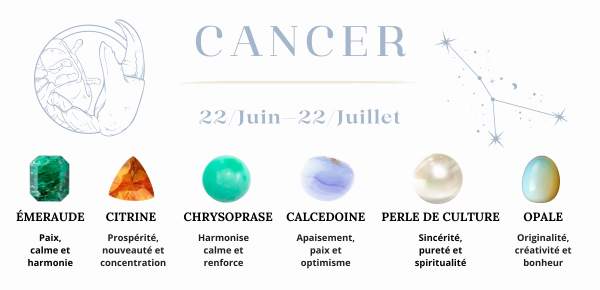 CANCER
22/Juin—22/Juillet
ÉMERAUDE
Paix,
calme et
harmonie
CITRINE
Prospérité,
nouveauté et
concentration
CHRYSOPRASE
Harmonise
calme et
renforce
CALCEDOINE
Apaisement,
paix et
optimisme
PERLE DE CULTURE
Sincérité,
pureté et
spiritualité
OPALE
Originalité,
créativité et
bonheur